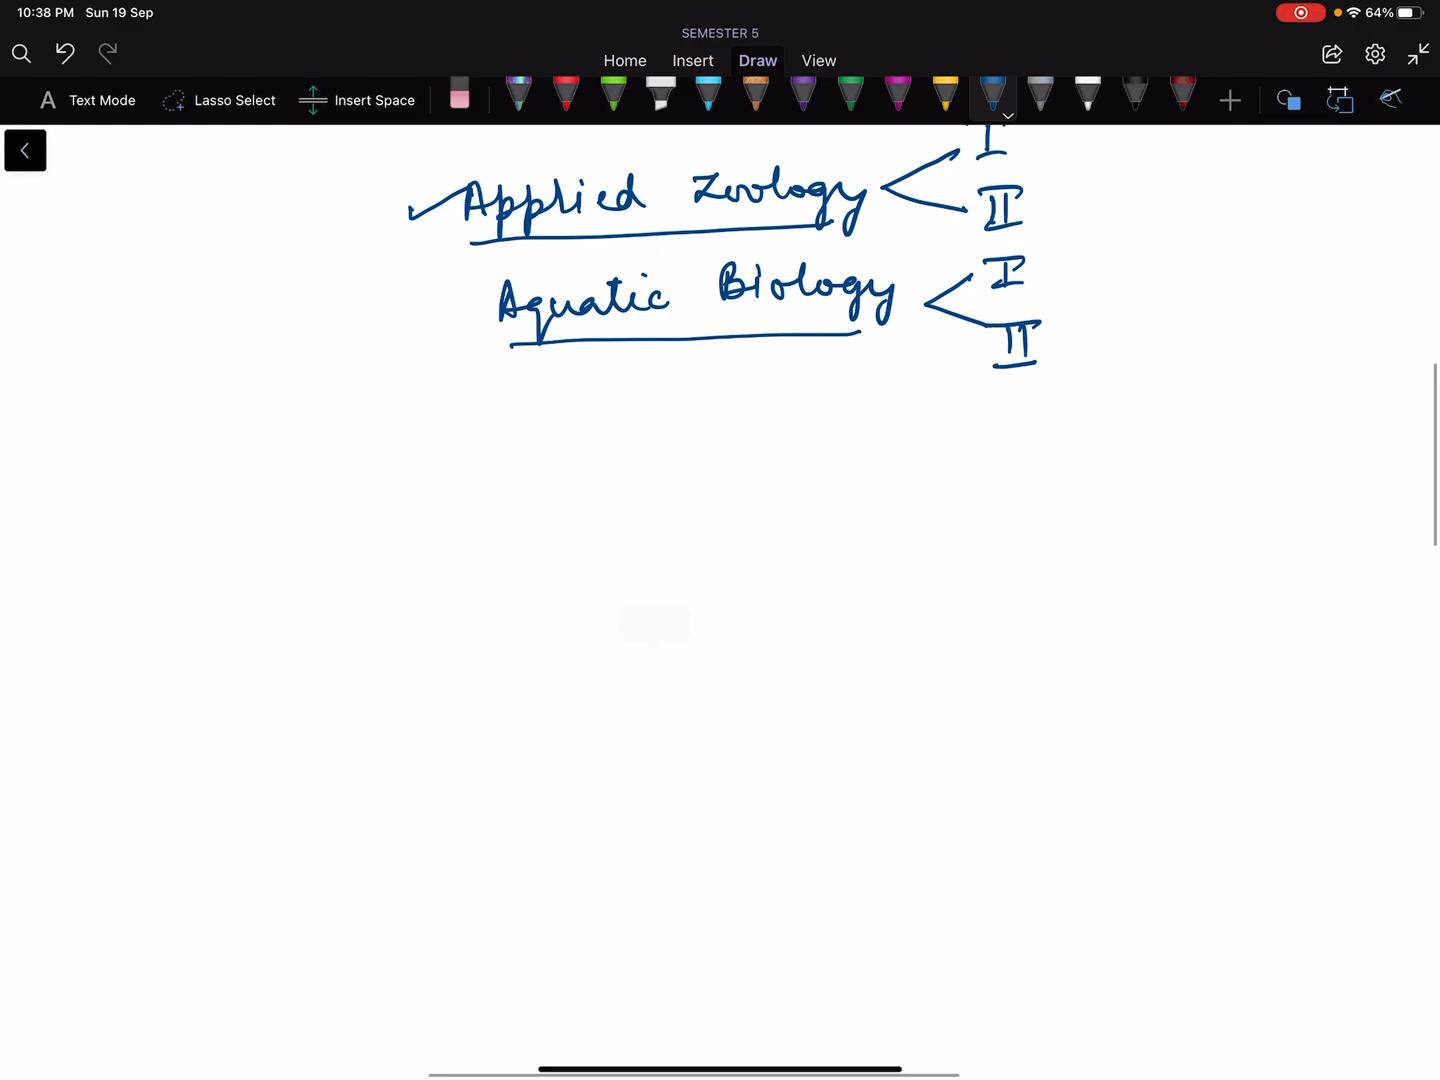 10:38 PM Sun 19 Sep 64%
SEMESTER 5
Home Insert Draw View
A Text Mode Lasso Select Insert Space
I
Applied Zoology
II
I
Aquatic Biology
II